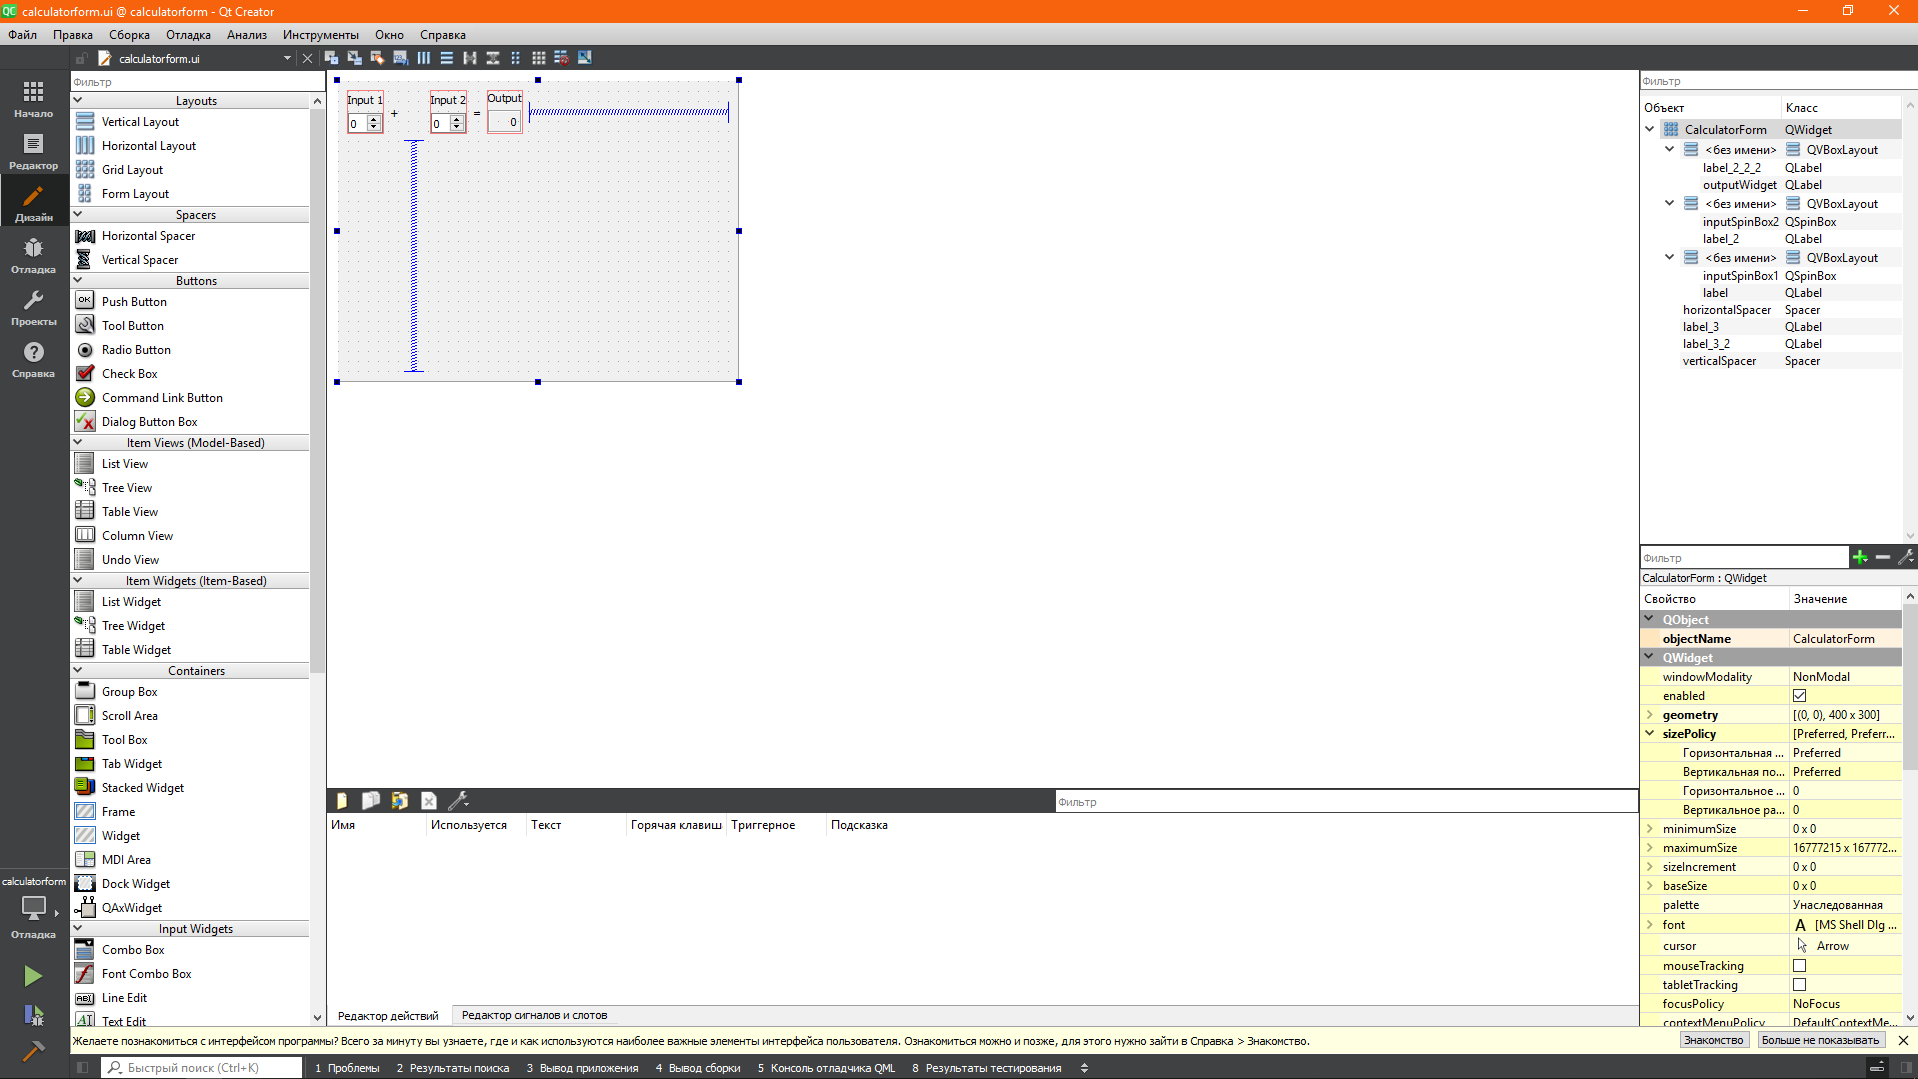 calculatorform.ui @ calculatorform - Qt Creator
Файл Правка Сборка Отладка Анализ Инструменты Окно Справка
calculatorform.ui
Начало
Редактор
Дизайн
Отладка
Проекты
Справка
calculatorform
Отладка
Фильтр
Layouts
Vertical Layout
Horizontal Layout
Grid Layout
Form Layout
Spacers
Horizontal Spacer
Vertical Spacer
Buttons
Push Button
Tool Button
Radio Button
Check Box
Command Link Button
Dialog Button Box
Item Views (Model-Based)
List View
Tree View
Table View
Column View
Undo View
Item Widgets (Item-Based)
List Widget
Tree Widget
Table Widget
Containers
Group Box
Scroll Area
Tool Box
Tab Widget
Stacked Widget
Frame
Widget
MDI Area
Dock Widget
QAxWidget
Input Widgets
Combo Box
Font Combo Box
Line Edit
Text Edit
Input 1 Input 2 Output
0 + 0 = 0
Фильтр
Имя Используется Текст Горячая клавиш Триггерное Подсказка
Редактор действий Редактор сигналов и слотов
Фильтр
Объект Класс
CalculatorForm QWidget
<без имени> QVBoxLayout
label_2_2_2 QLabel
outputWidget QLabel
<без имени> QVBoxLayout
inputSpinBox2 QSpinBox
label_2 QLabel
<без имени> QVBoxLayout
inputSpinBox1 QSpinBox
label QLabel
horizontalSpacer Spacer
label_3 QLabel
label_3_2 QLabel
verticalSpacer Spacer
Фильтр
CalculatorForm : QWidget
Свойство Значение
QObject
objectName CalculatorForm
QWidget
windowModality NonModal
enabled
geometry [(0, 0), 400 x 300]
sizePolicy [Preferred, Preferr...
Горизонтальная ... Preferred
Вертикальная по... Preferred
Горизонтальное ... 0
Вертикальное ра... 0
minimumSize 0 x 0
maximumSize 16777215 x 167772...
sizeIncrement 0 x 0
baseSize 0 x 0
palette Унаследованная
font A [MS Shell Dlg ...
cursor Arrow
mouseTracking
tabletTracking
focusPolicy NoFocus
contextMenuPolicy DefaultContextMe...
Желаете познакомиться с интерфейсом программы? Всего за минуту вы узнаете, где и как используются наиболее важные элементы интерфейса пользователя. Ознакомиться можно и позже, для этого нужно зайти в Справка > Знакомство. Знакомство Больше не показывать
Быстрый поиск (Ctrl+K) 1 Проблемы 2 Результаты поиска 3 Вывод приложения 4 Вывод сборки 5 Консоль отладчика QML 8 Результаты тестирования